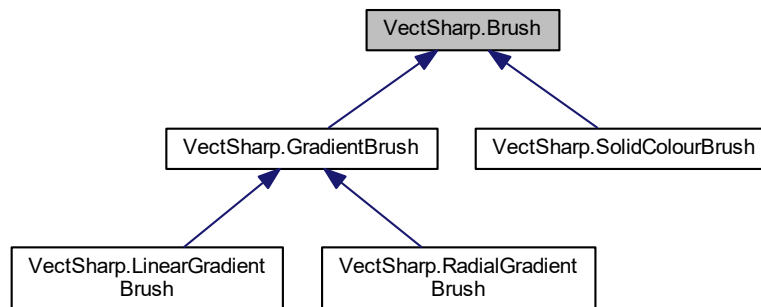 VectSharp.Brush
VectSharp.GradientBrush
VectSharp.SolidColourBrush
VectSharp.LinearGradient
Brush
VectSharp.RadialGradient
Brush